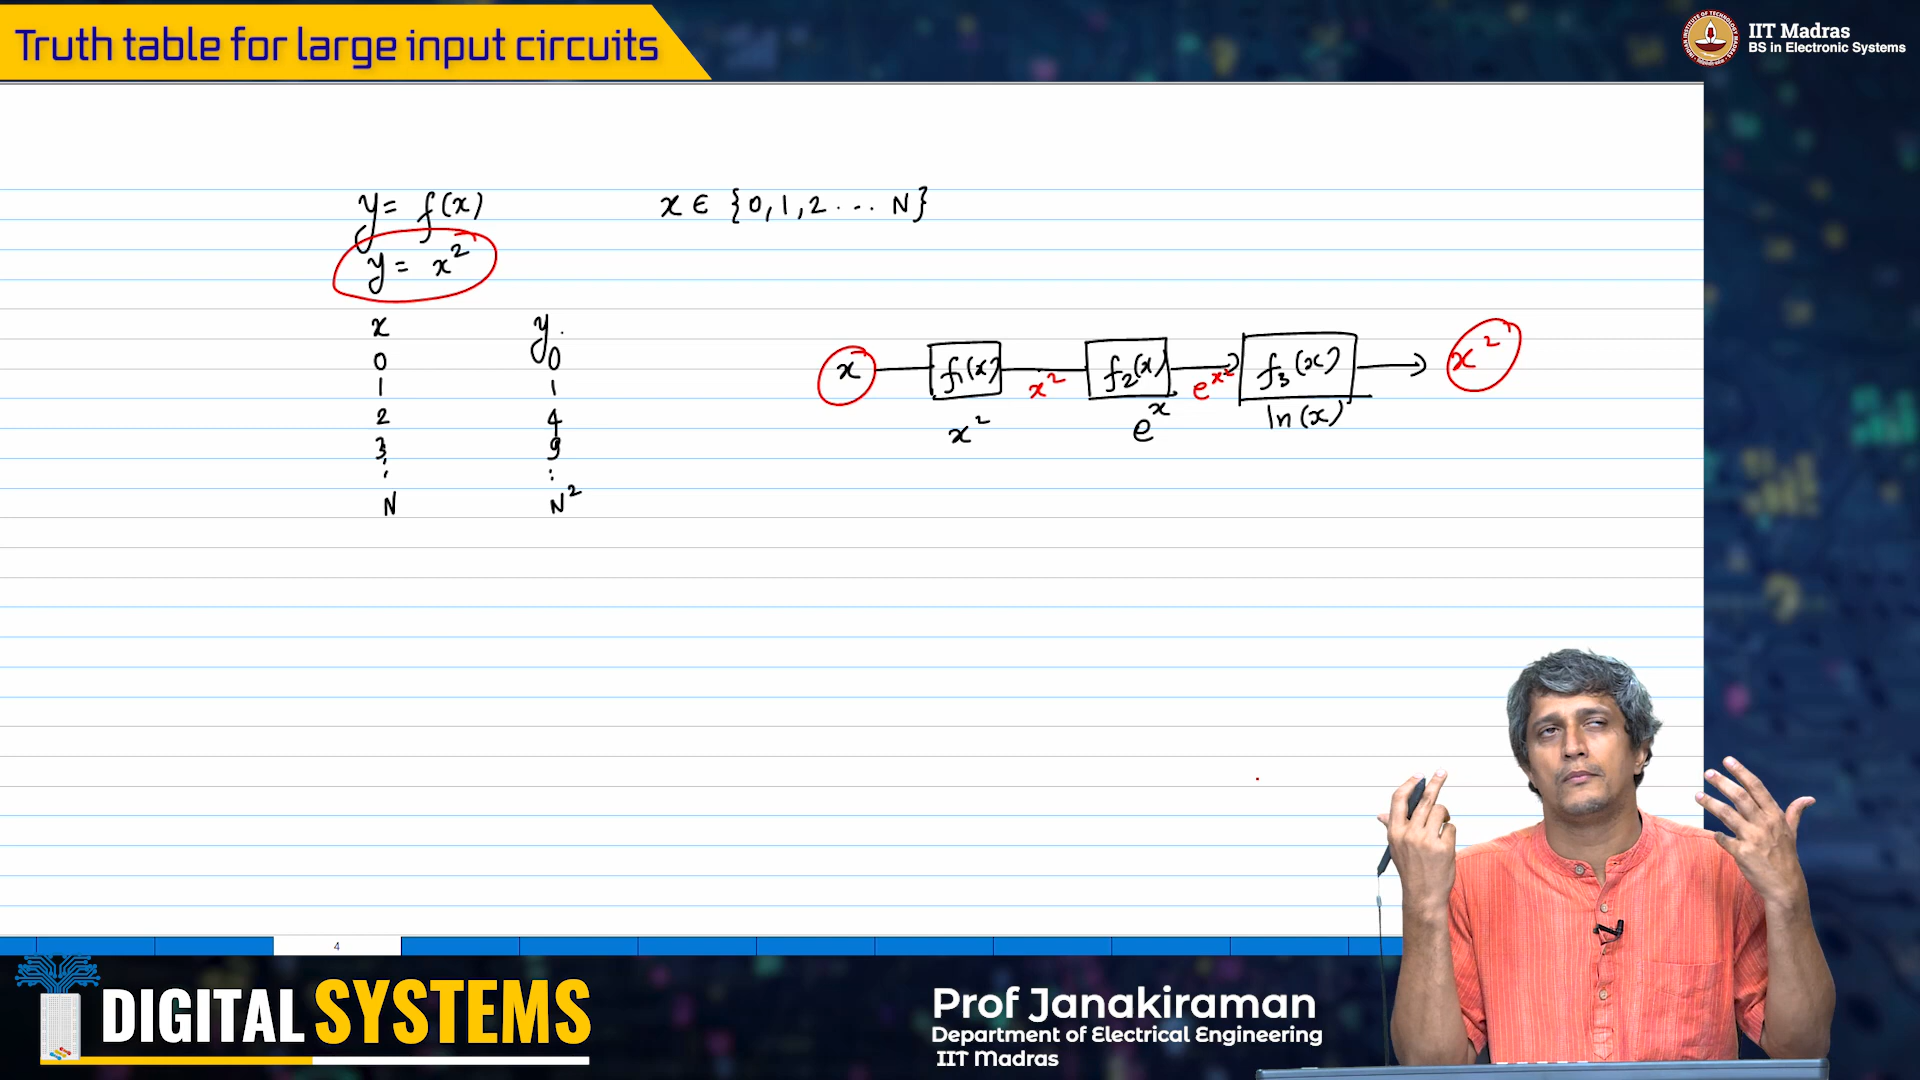 Truth table for large input circuits
IIT Madras
BS in Electronic Systems
y = f(x)
x ∈ {0, 1, 2 ... N}
y = x²
x y.
0 0
1 1
2 4
3 9
: :
N N²
x f₁(x) x² f₂(x) eˣ² f₃(x) x²
x² eˣ ln(x)
4
DIGITAL SYSTEMS
Prof Janakiraman
Department of Electrical Engineering
IIT Madras